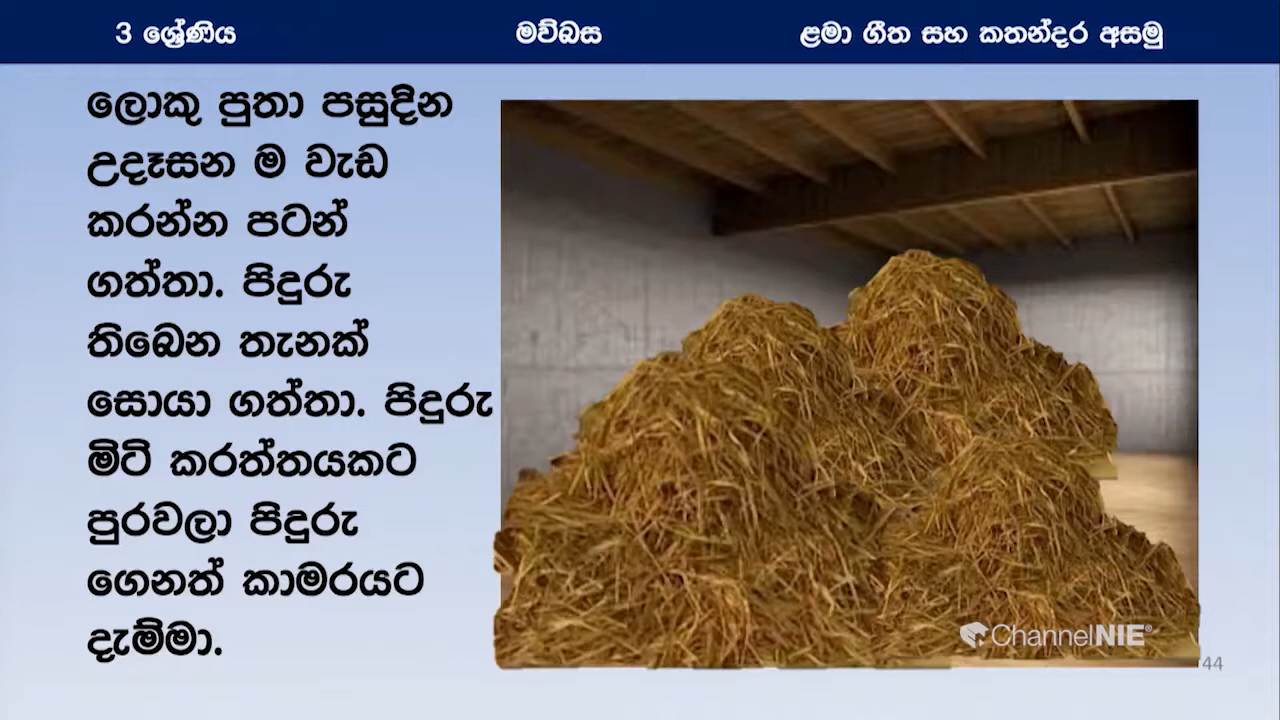 3 ශ්‍රේණිය
මව්බස
ළමා ගීත සහ කතන්දර අසමු
ලොකු පුතා පසුදින
උදෑසන ම වැඩ
කරන්න පටන්
ගත්තා. පිදුරු
තිබෙන තැනක්
සොයා ගත්තා. පිදුරු
මිටි කරත්තයකට
පුරවලා පිදුරු
ගෙනත් කාමරයට
දැම්මා.
ChannelNIE®
44